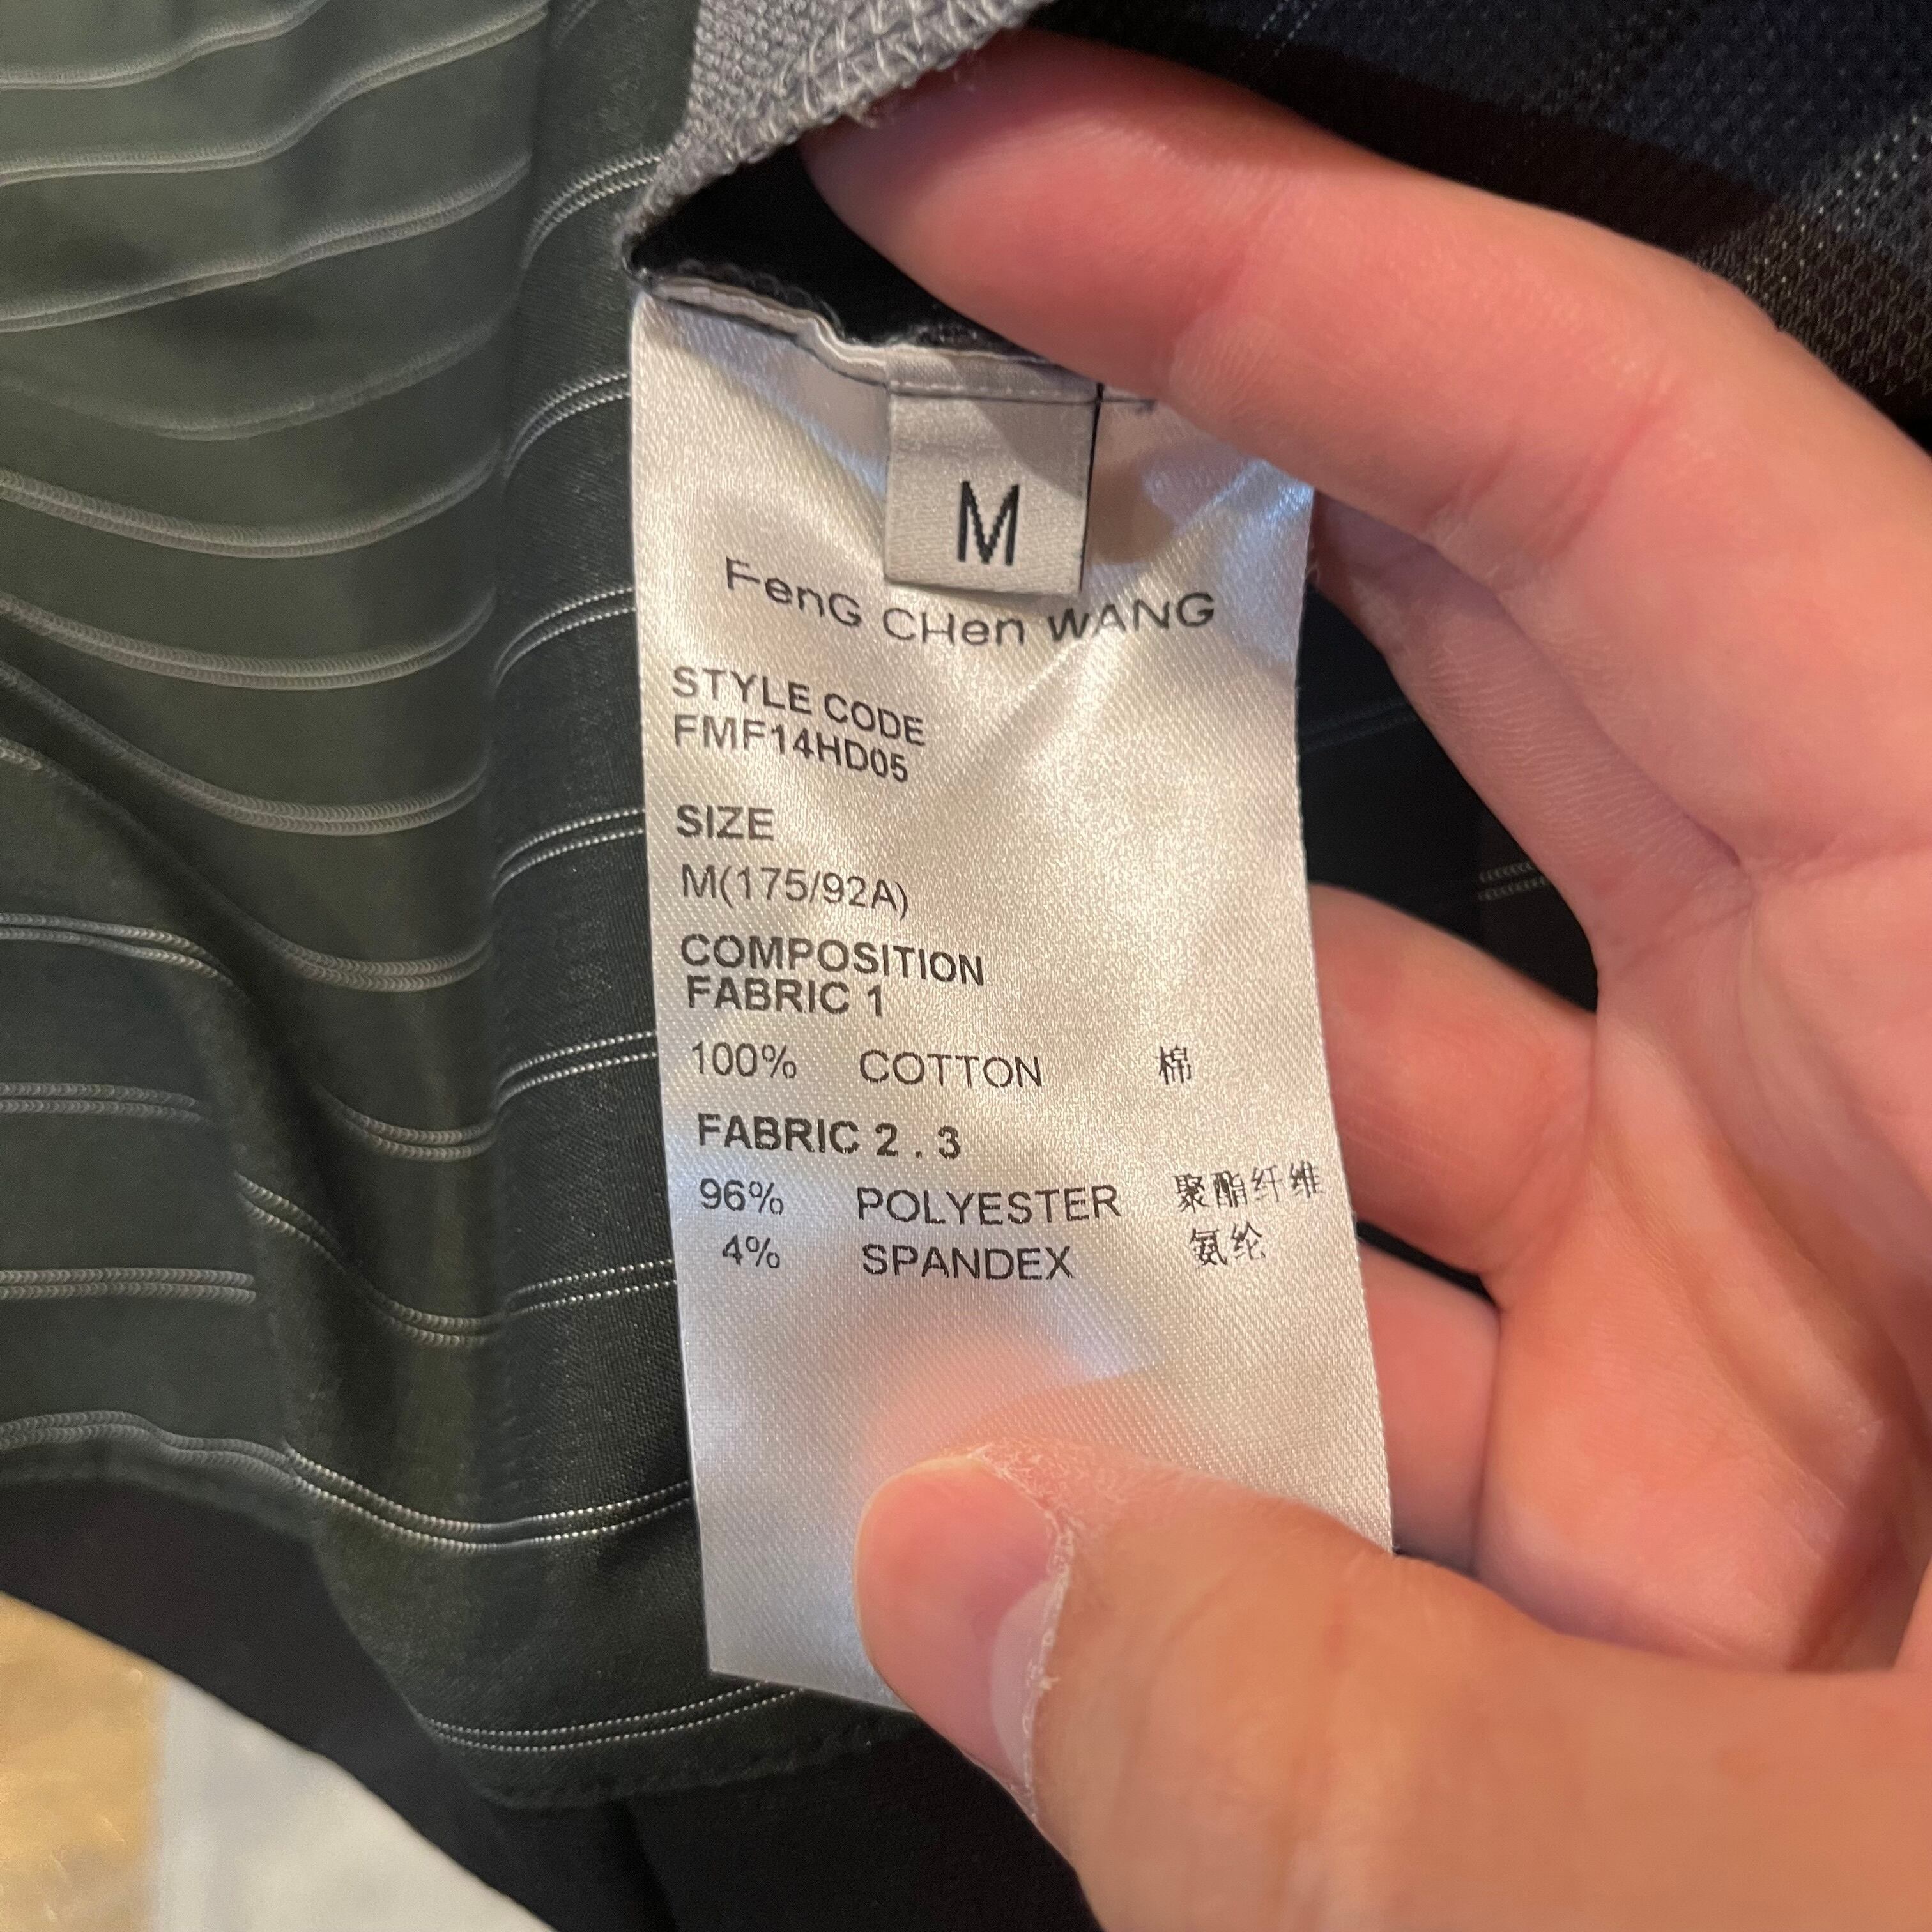 M
FenG CHen WANG
STYLE CODE
FMF14HD05
SIZE
M(175/92A)
COMPOSITION
FABRIC 1
100% COTTON 棉
FABRIC 2 . 3
96% POLYESTER 聚酯纤维
4% SPANDEX 氨纶